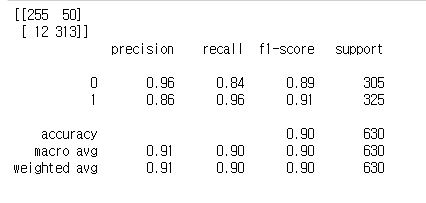 [[255  50]
 [ 12 313]]
              precision    recall  f1-score   support

           0       0.96      0.84      0.89       305
           1       0.86      0.96      0.91       325

    accuracy                           0.90       630
   macro avg       0.91      0.90      0.90       630
weighted avg       0.91      0.90      0.90       630